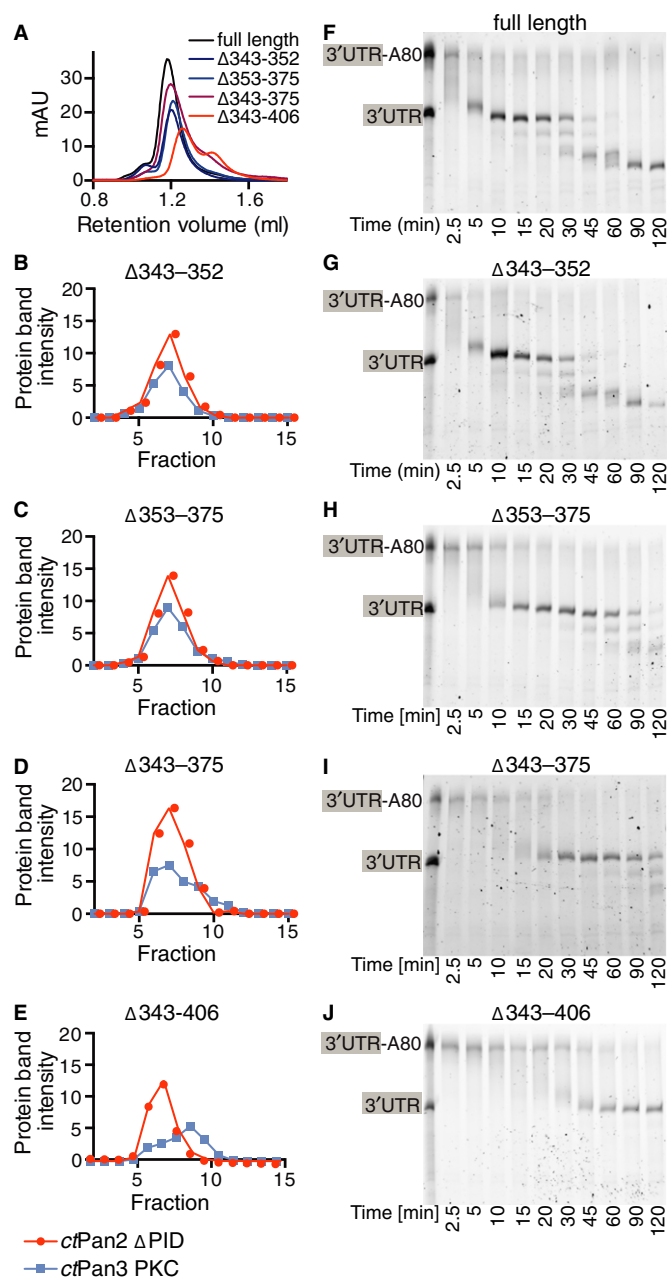 A
full length
Δ343-352
Δ353-375
Δ343-375
Δ343-406
mAU
30
20
10
0
0.8 1.2 1.6
Retention volume (ml)
B
Δ343–352
Protein band
intensity
20
15
10
5
0
5 10 15
Fraction
C
Δ353–375
Protein band
intensity
20
15
10
5
0
5 10 15
Fraction
D
Δ343–375
Protein band
intensity
20
15
10
5
0
5 10 15
Fraction
E
Δ343-406
Protein band
intensity
20
15
10
5
0
5 10 15
Fraction
ctPan2 ΔPID
ctPan3 PKC
F
full length
3′UTR-A80
3′UTR
Time (min) 2.5 5 10 15 20 30 45 60 90 120
G
Δ343–352
3′UTR-A80
3′UTR
Time (min) 2.5 5 10 15 20 30 45 60 90 120
H
Δ353–375
3′UTR-A80
3′UTR
Time [min] 2.5 5 10 15 20 30 45 60 90 120
I
Δ343–375
3′UTR-A80
3′UTR
Time [min] 2.5 5 10 15 20 30 45 60 90 120
J
Δ343–406
3′UTR-A80
3′UTR
Time [min] 2.5 5 10 15 20 30 45 60 90 120